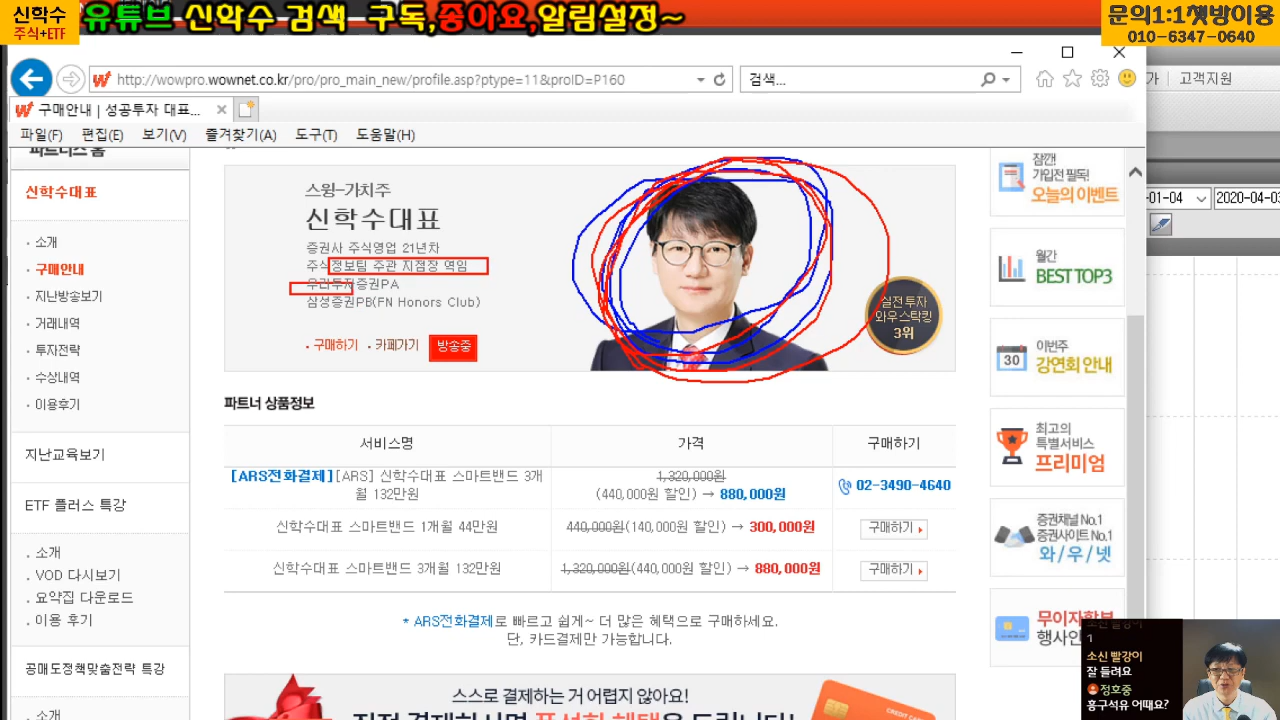 신학수
주식+ETF
유튜브 신학수 검색 구독,좋아요,알림설정~
문의1:1챗방이용
010-6347-0640
http://wowpro.wownet.co.kr/pro/pro_main_new/profile.asp?ptype=11&proID=P160
검색...
고객지원
구매안내 | 성공투자 대표...
파일(F) 편집(E) 보기(V) 즐겨찾기(A) 도구(T) 도움말(H)
파트너스 홈
신학수대표
· 소개
· 구매안내
· 지난방송보기
· 거래내역
· 투자전략
· 수상내역
· 이용후기
지난교육보기
ETF 플러스 특강
. 소개
. VOD 다시보기
. 요약집 다운로드
. 이용 후기
공매도정책맞출전략 특강
. 소개
스윙-가치주
신학수대표
증권사 주식영업 21년차
주식정보팀 주관 지점장 역임
우리투자증권PA
삼성증권PB(FN Honors Club)
· 구매하기 · 카페가기 방송중
실전투자
와우스탁킹
3위
파트너 상품정보
서비스명 가격 구매하기
[ARS전화결제][ARS] 신학수대표 스마트밴드 3개월 132만원
1,320,000원
(440,000원 할인) → 880,000원
02-3490-4640
신학수대표 스마트밴드 1개월 44만원 440,000원(140,000원 할인) → 300,000원 구매하기
신학수대표 스마트밴드 3개월 132만원 1,320,000원(440,000원 할인) → 880,000원 구매하기
* ARS전화결제로 빠르고 쉽게~ 더 많은 혜택으로 구매하세요.
단, 카드결제만 가능합니다.
스스로 결제하는 거 어렵지 않아요!
CREDIT CARD
잠깐!
가입전 필독!
오늘의 이벤트
월간
BEST TOP3
30
이번주
강연회 안내
최고의
특별서비스
프리미엄
증권채널 No.1
증권사이트 No.1
와/우/넷
무이자할부
행사안
-01-04 2020-04-03
1
소신 빨강이
잘 들려요
정호중
흥구석유 어때요?